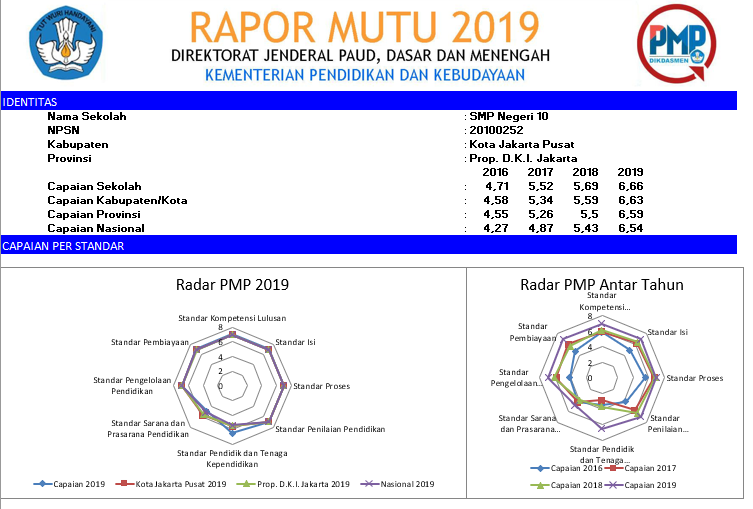 TUT WURI HANDAYANI
RAPOR MUTU 2019
DIREKTORAT JENDERAL PAUD, DASAR DAN MENENGAH
KEMENTERIAN PENDIDIKAN DAN KEBUDAYAAN
PMP
DIKDASMEN
IDENTITAS
Nama Sekolah : SMP Negeri 10
NPSN : 20100252
Kabupaten : Kota Jakarta Pusat
Provinsi : Prop. D.K.I. Jakarta
2016 2017 2018 2019
Capaian Sekolah : 4,71 5,52 5,69 6,66
Capaian Kabupaten/Kota : 4,58 5,34 5,59 6,63
Capaian Provinsi : 4,55 5,26 5,5 6,59
Capaian Nasional : 4,27 4,87 5,43 6,54
CAPAIAN PER STANDAR
Radar PMP 2019
Standar Kompetensi Lulusan
8
6
4
2
0
Standar Isi
Standar Proses
Standar Penilaian Pendidikan
Standar Pendidik dan Tenaga
Kependidikan
Standar Sarana dan
Prasarana Pendidikan
Standar Pengelolaan
Pendidikan
Standar Pembiayaan
Capaian 2019 Kota Jakarta Pusat 2019 Prop. D.K.I. Jakarta 2019 Nasional 2019
Radar PMP Antar Tahun
Standar
Kompetensi...
8
6
4
2
0
Standar Isi
Standar Proses
Standar
Penilaian...
Standar Pendidik
dan Tenaga...
Standar Sarana
dan Prasarana...
Standar
Pengelolaan...
Standar
Pembiayaan
Capaian 2016 Capaian 2017
Capaian 2018 Capaian 2019